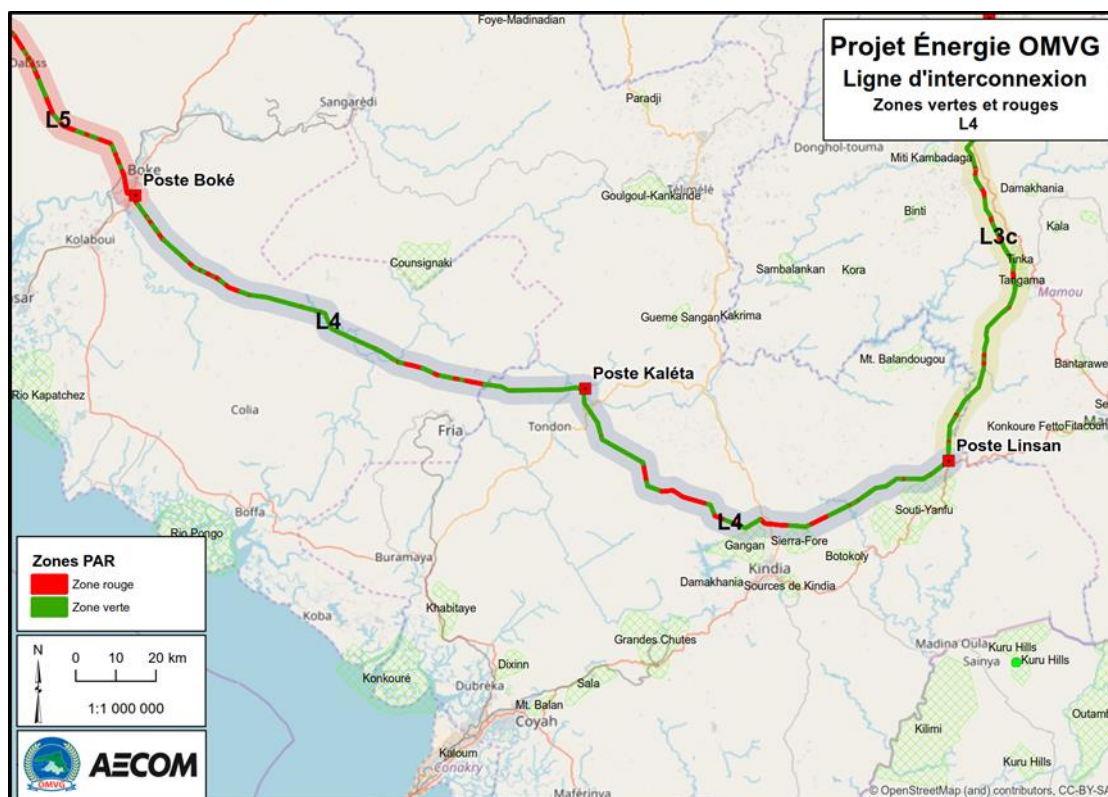 Projet Énergie OMVG
Ligne d'interconnexion
Zones vertes et rouges
L4
Foye-Madinadian
Dabiss
Sangarédi
Paradji
Donghol-touma
L5
Boke
Poste Boké
Miti Kambadaga
Télimélé
Goulgoul-Kankande
Damakhania
Binti
Kala
Kolaboui
L3c
Counsignaki
Tinka
Sambalankan
Kora
Tangama
Mamou
L4
Gueme Sangan
Kakrima
Mt. Balandougou
Bantarawe
Poste Kaléta
Rio Kapatchez
Colia
Fria
Tondon
Konkoure Fetto
Fitacoon
Poste Linsan
Boffa
Souti-Yanfu
L4
Rio Pongo
Gangan
Sierra-Fore
Botokoly
Buramaya
Kindia
Damakhania
Sources de Kindia
Zones PAR
Zone rouge
Zone verte
Koba
Khabitaye
Grandes Chutes
Madina Oula
Kuru Hills
Sainya
Kuru Hills
N
0 10 20 km
1:1 000 000
Konkouré
Dixinn
Dubréka
Sala
Mt. Balan
Coyah
Kilimi
Outamb
Kaloum
Conakry
Kuru Hills
OMVG
AECOM
Maférinya
© OpenStreetMap (and) contributors, CC-BY-SA